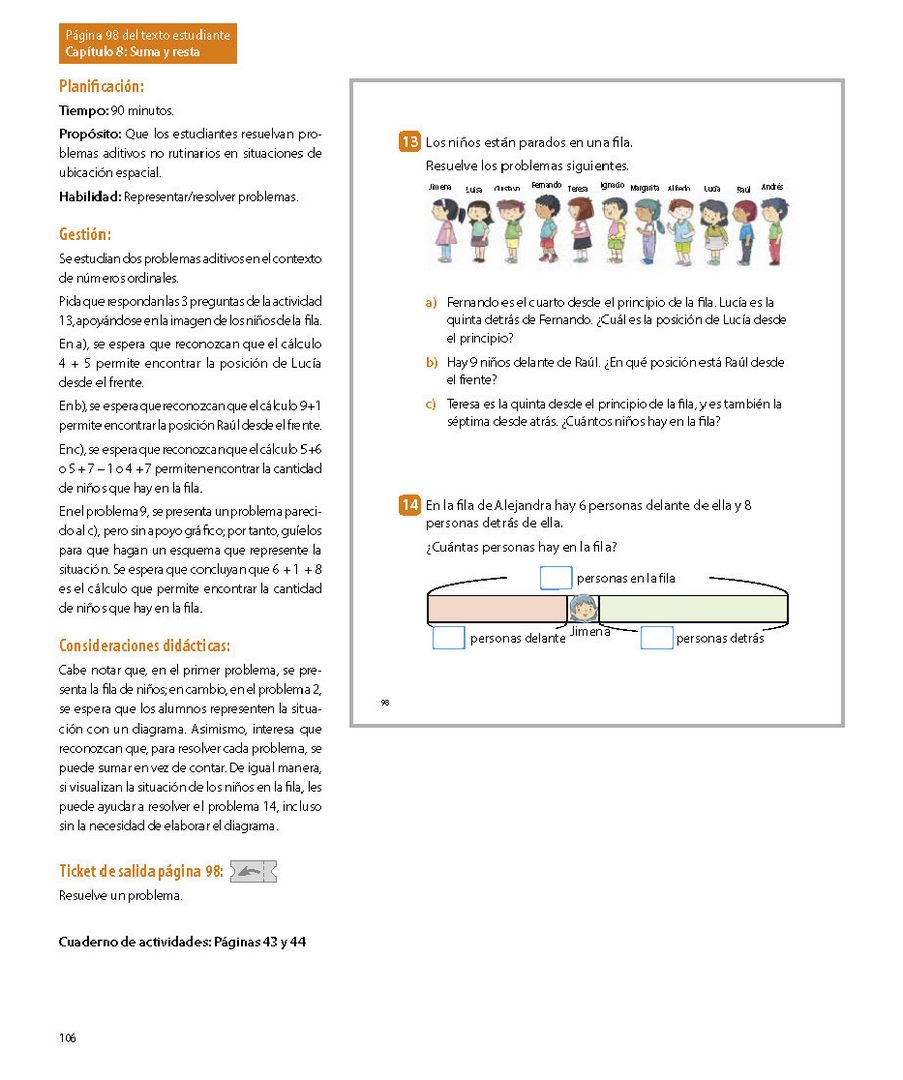 Página 98 del texto estudiante
Capítulo 8: Suma y resta
Planificación:
Tiempo: 90 minutos.
Propósito: Que los estudiantes resuelvan pro-
blemas aditivos no rutinarios en situaciones de
ubicación espacial.
Habilidad: Representar/resolver problemas.
Gestión:
Se estudian dos problemas aditivos en el contexto
de números ordinales.
Pida que respondan las 3 preguntas de la actividad
13, apoyándose en la imagen de los niños de la fila.
En a), se espera que reconozcan que el cálculo
4 + 5 permite encontrar la posición de Lucía
desde el frente.
En b), se espera que reconozcan que el cálculo 9+1
permite encontrar la posición Raúl desde el frente.
En c), se espera que reconozcan que el cálculo 5+6
o 5 + 7 – 1 o 4 + 7 permiten encontrar la cantidad
de niños que hay en la fila.
En el problema 9, se presenta un problema pareci-
do al c), pero sin apoyo gráfico; por tanto, guíelos
para que hagan un esquema que represente la
situación. Se espera que concluyan que 6 + 1 + 8
es el cálculo que permite encontrar la cantidad
de niños que hay en la fila.
Consideraciones didácticas:
Cabe notar que, en el primer problema, se pre-
senta la fila de niños; en cambio, en el problema 2,
se espera que los alumnos representen la situa-
ción con un diagrama. Asimismo, interesa que
reconozcan que, para resolver cada problema, se
puede sumar en vez de contar. De igual manera,
si visualizan la situación de los niños en la fila, les
puede ayudar a resolver el problema 14, incluso
sin la necesidad de elaborar el diagrama.
Ticket de salida página 98:
Resuelve un problema.
Cuaderno de actividades: Páginas 43 y 44
106
13 Los niños están parados en una fila.
Resuelve los problemas siguientes.
Jimena Luisa Gustavo Fernando Teresa Ignacio Margarita Alfredo Lucía Raúl Andrés
a) Fernando es el cuarto desde el principio de la fila. Lucía es la
quinta detrás de Fernando. ¿Cuál es la posición de Lucía desde
el principio?
b) Hay 9 niños delante de Raúl. ¿En qué posición está Raúl desde
el frente?
c) Teresa es la quinta desde el principio de la fila, y es también la
séptima desde atrás. ¿Cuántos niños hay en la fila?
14 En la fila de Alejandra hay 6 personas delante de ella y 8
personas detrás de ella.
¿Cuántas personas hay en la fila?
personas en la fila
personas delante Jimena personas detrás
98